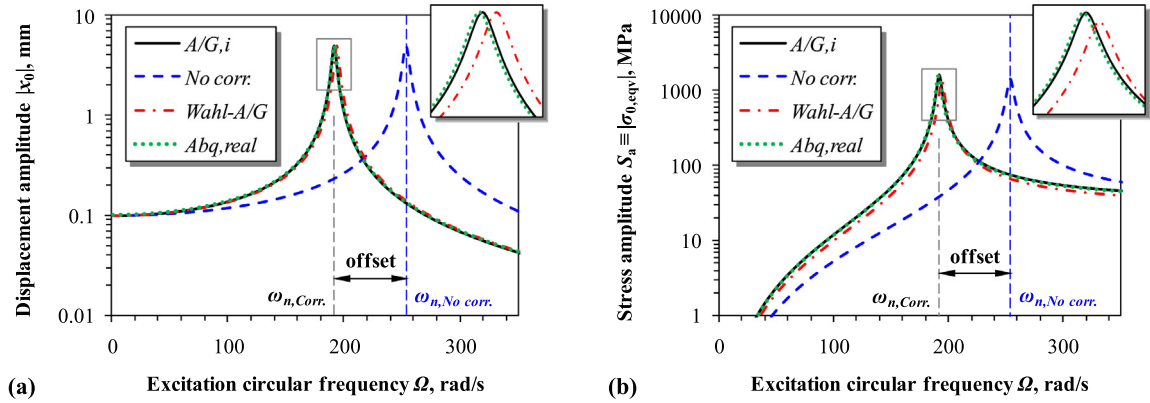 Displacement amplitude |x₀|, mm
10
1
0.1
0.01
A/G,i
No corr.
Wahl-A/G
Abq,real
offset
ωn,Corr.
ωn,No corr.
0
100
200
300
(a)
Excitation circular frequency Ω, rad/s
Stress amplitude Sa ≡ |σ0,eqv|, MPa
10000
1000
100
10
1
A/G,i
No corr.
Wahl-A/G
Abq,real
offset
ωn,Corr.
ωn,No corr.
0
100
200
300
(b)
Excitation circular frequency Ω, rad/s